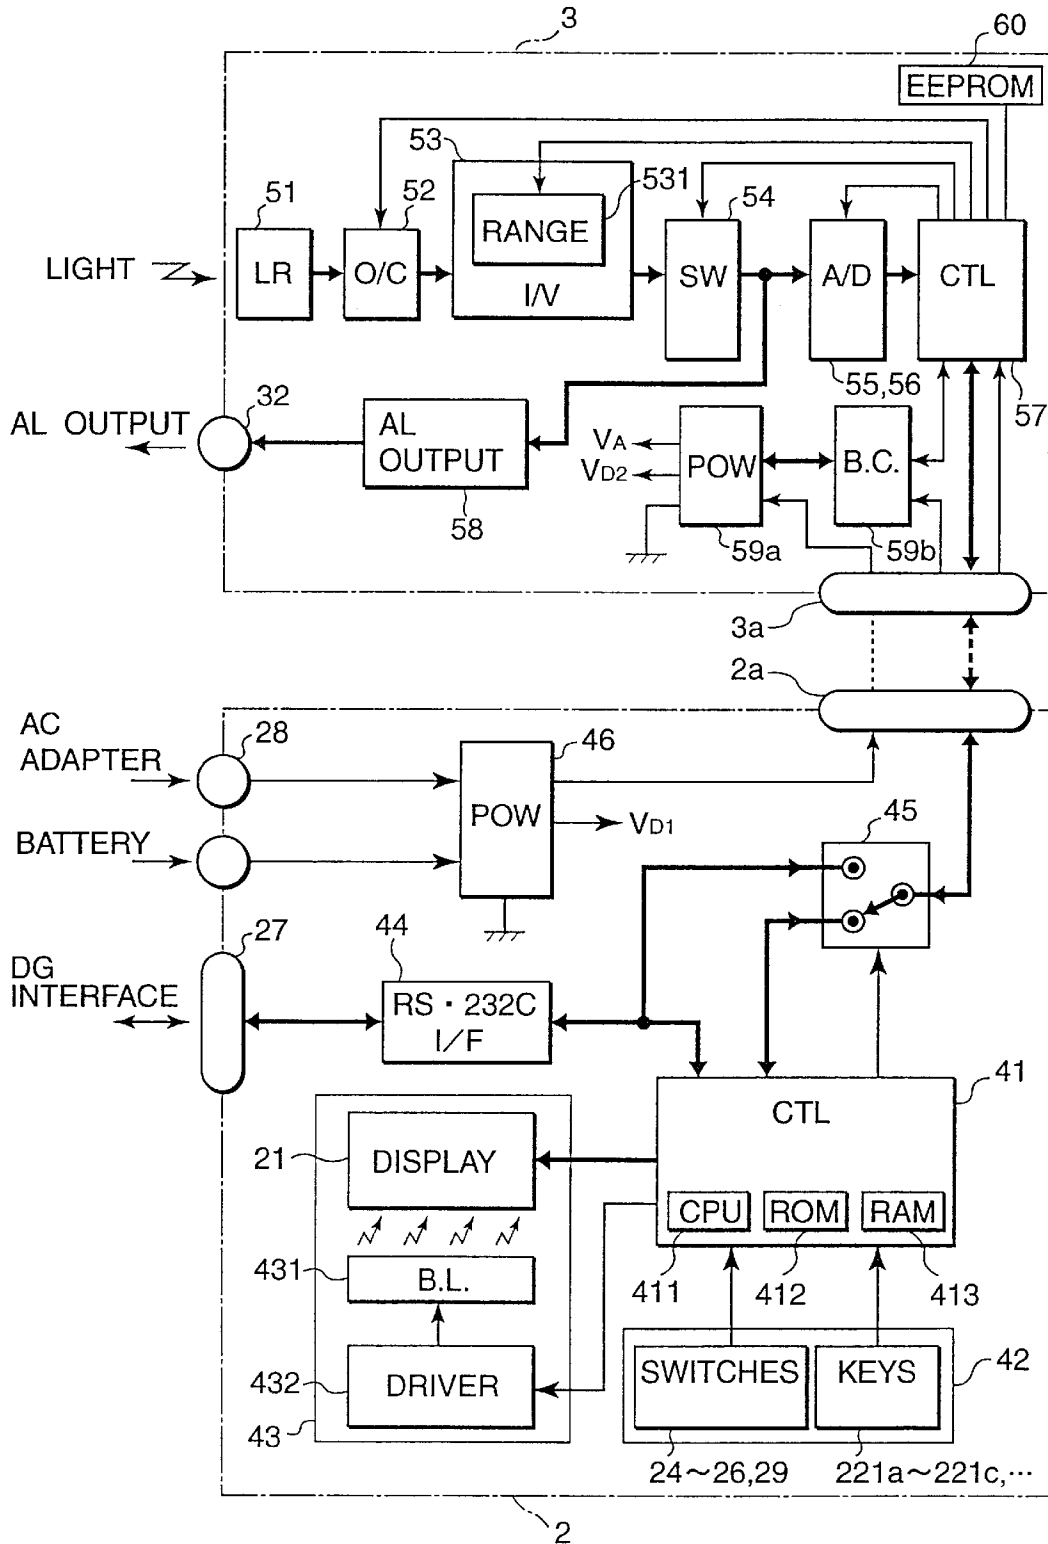 3
60
EEPROM
53
531
51
52
54
RANGE
LIGHT
LR
O/C
I/V
SW
A/D
CTL
55,56
57
32
AL OUTPUT
AL
OUTPUT
58
VA
VD2
POW
B.C.
59a
59b
3a
2a
AC
ADAPTER
28
46
POW
VD1
BATTERY
45
27
44
DG
INTERFACE
RS・232C
I/F
41
CTL
21
DISPLAY
CPU
ROM
RAM
411
412
413
431
B.L.
432
DRIVER
43
SWITCHES
KEYS
42
24～26,29
221a～221c,···
2